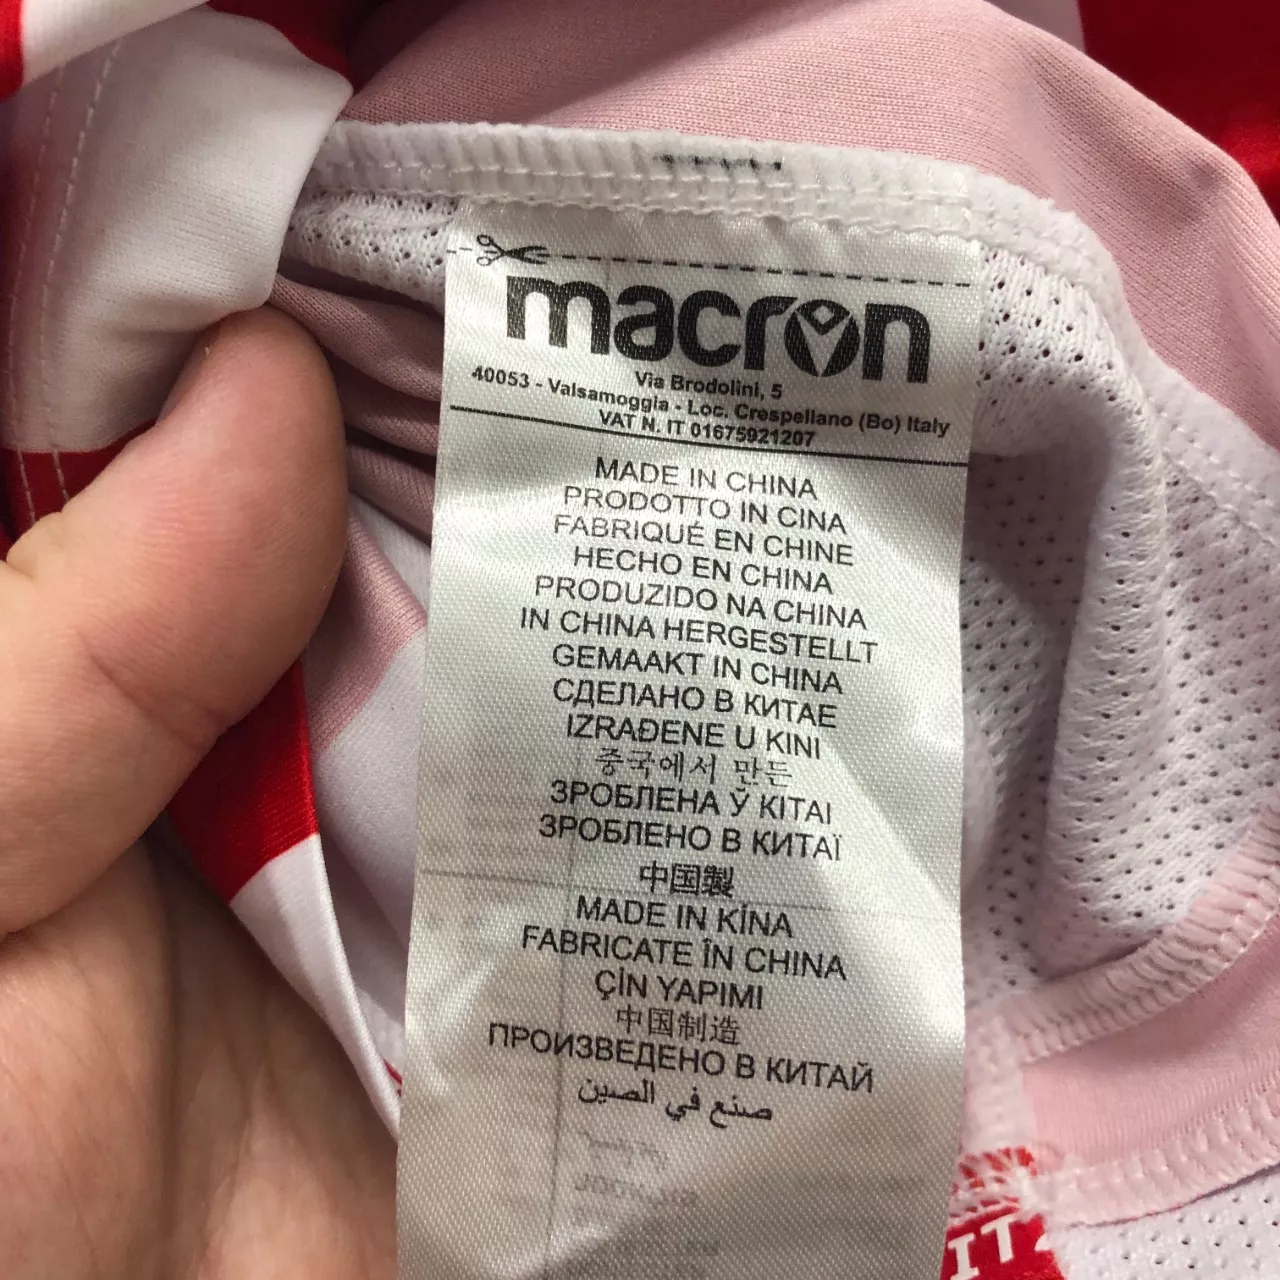 macron
Via Brodolini, 5
40053 - Valsamoggia - Loc. Crespellano (Bo) Italy
VAT N. IT 01675921207
MADE IN CHINA
PRODOTTO IN CINA
FABRIQUÉ EN CHINE
HECHO EN CHINA
PRODUZIDO NA CHINA
IN CHINA HERGESTELLT
GEMAAKT IN CHINA
СДЕЛАНО В КИТАЕ
IZRAĐENE U KINI
중국에서 만든
ЗРОБЛЕНА Ў КІТАІ
ЗРОБЛЕНО В КИТАЇ
中国製
MADE IN KÍNA
FABRICATE ÎN CHINA
ÇİN YAPIMI
中国制造
ПРОИЗВЕДЕНО В КИТАЙ
صنع في الصين